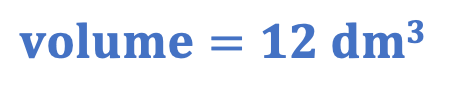 volume = 12 dm³